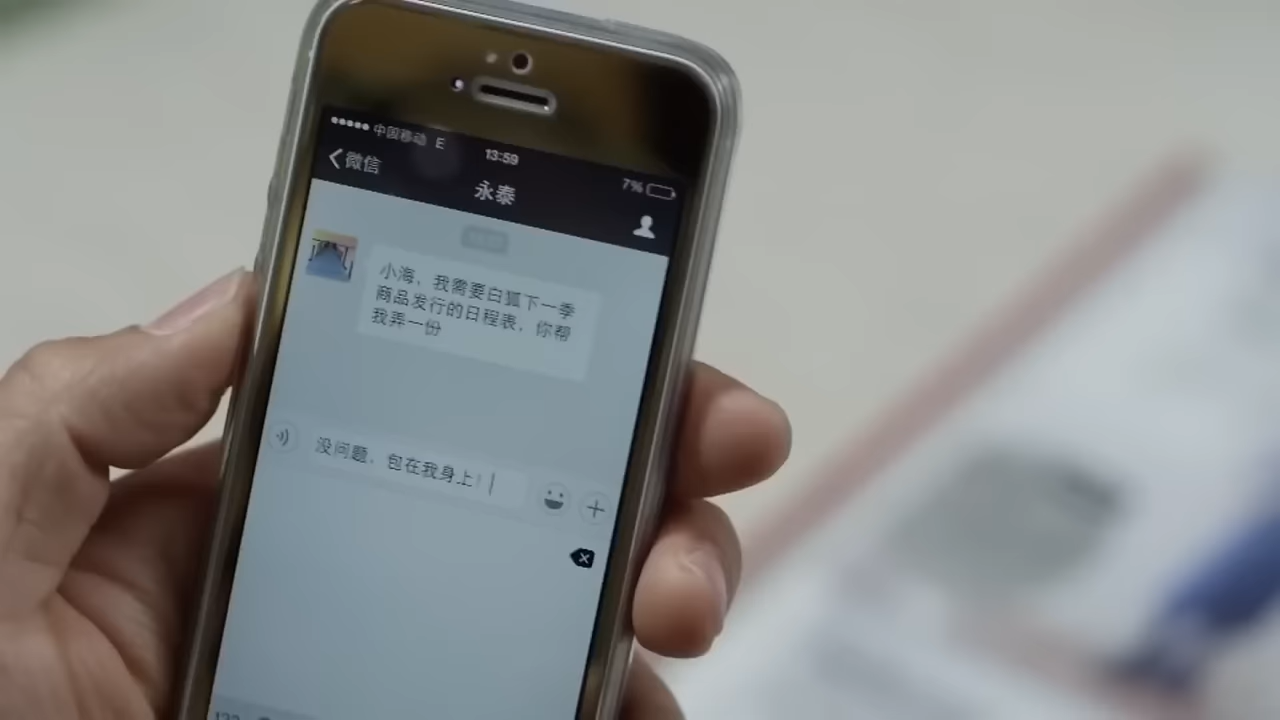 中国移动 E
13:59
7%
微信
永泰
小海，我需要白狐下一季
商品发行的日程表，你帮
我弄一份
没问题，包在我身上！
123